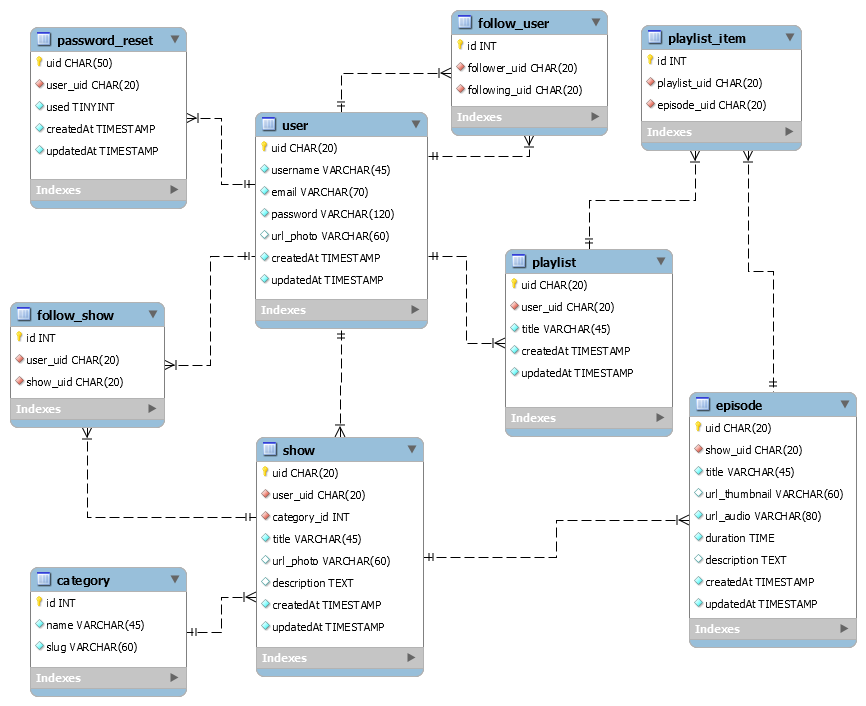 password_reset
uid CHAR(50)
user_uid CHAR(20)
used TINYINT
createdAt TIMESTAMP
updatedAt TIMESTAMP
Indexes
follow_user
id INT
follower_uid CHAR(20)
following_uid CHAR(20)
Indexes
playlist_item
id INT
playlist_uid CHAR(20)
episode_uid CHAR(20)
Indexes
user
uid CHAR(20)
username VARCHAR(45)
email VARCHAR(70)
password VARCHAR(120)
url_photo VARCHAR(60)
createdAt TIMESTAMP
updatedAt TIMESTAMP
Indexes
playlist
uid CHAR(20)
user_uid CHAR(20)
title VARCHAR(45)
createdAt TIMESTAMP
updatedAt TIMESTAMP
Indexes
follow_show
id INT
user_uid CHAR(20)
show_uid CHAR(20)
Indexes
episode
uid CHAR(20)
show_uid CHAR(20)
title VARCHAR(45)
url_thumbnail VARCHAR(60)
url_audio VARCHAR(80)
duration TIME
description TEXT
createdAt TIMESTAMP
updatedAt TIMESTAMP
Indexes
show
uid CHAR(20)
user_uid CHAR(20)
category_id INT
title VARCHAR(45)
url_photo VARCHAR(60)
description TEXT
createdAt TIMESTAMP
updatedAt TIMESTAMP
Indexes
category
id INT
name VARCHAR(45)
slug VARCHAR(60)
Indexes